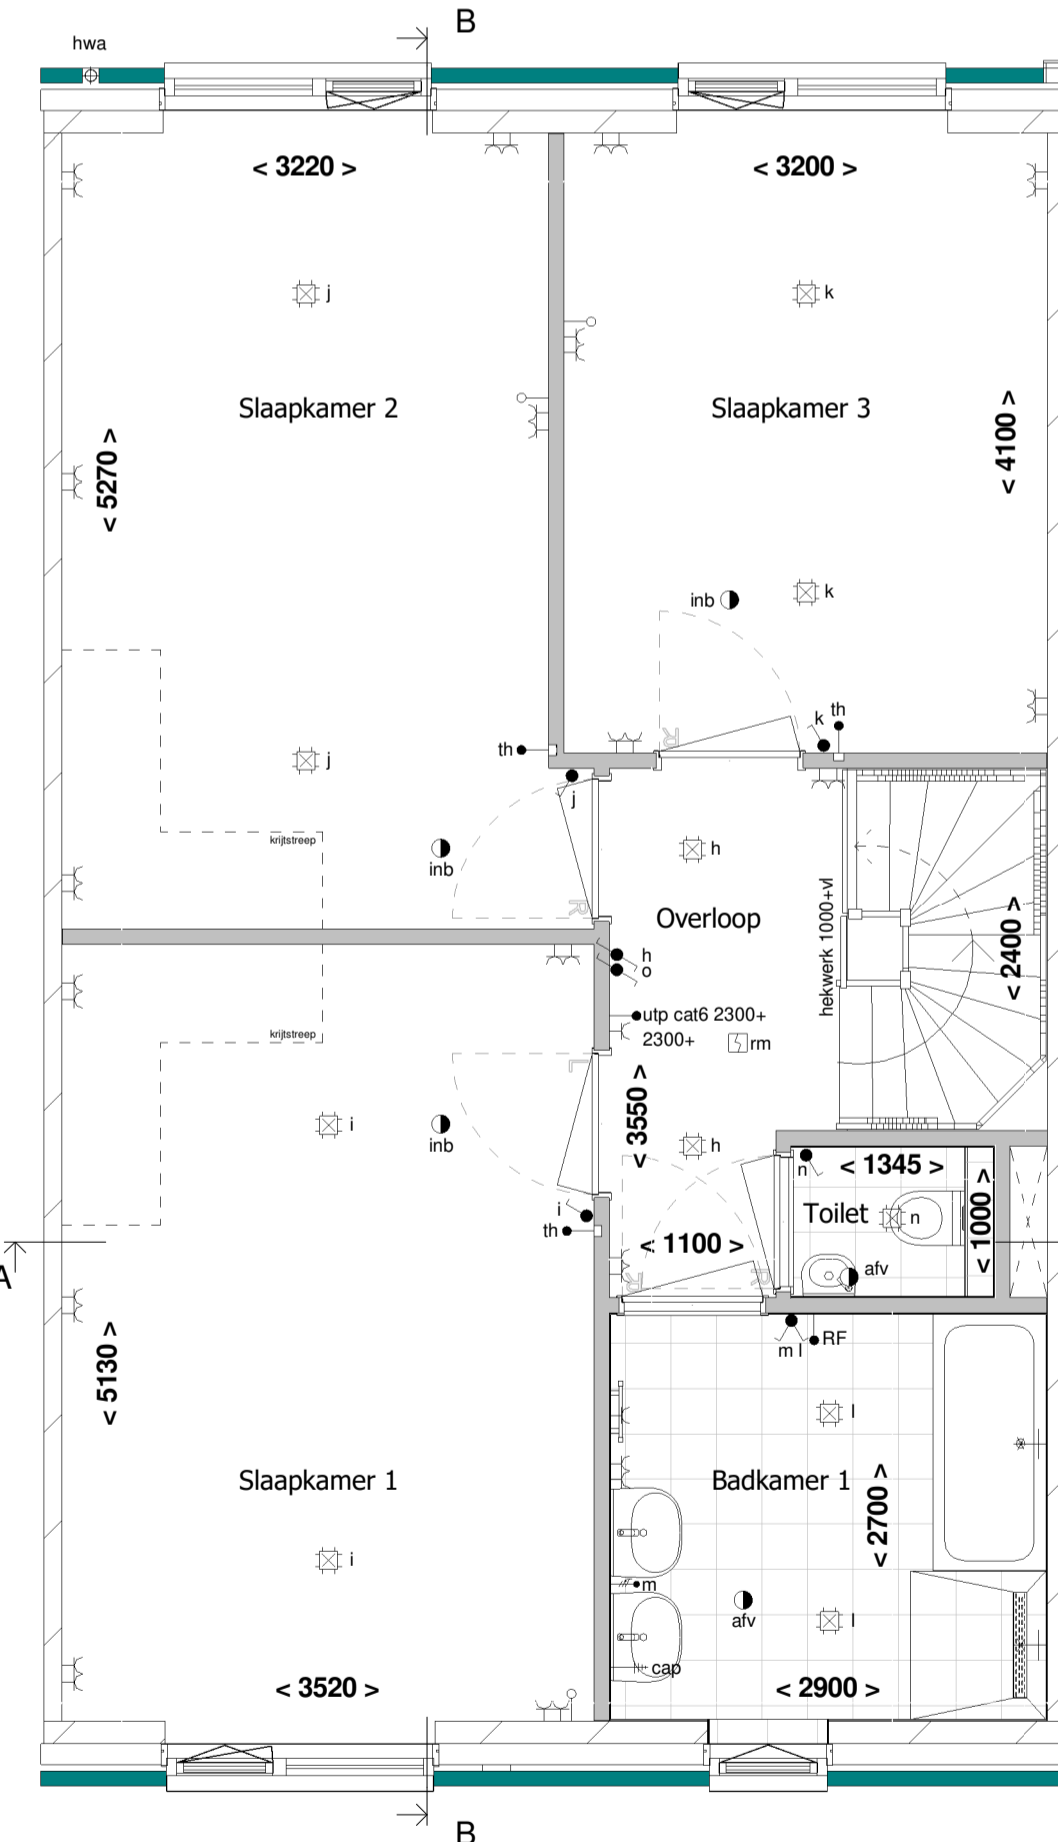 B
hwa
< 3220 >
< 3200 >
j
k
Slaapkamer 2
Slaapkamer 3
< 5270 >
< 4100 >
inb
k
k
th
th
j
j
krijtstreep
inb
R
R
h
Overloop
hekwerk 1000+vl
< 2400 >
h
o
utp cat6 2300+
2300+
rm
krijtstreep
L
i
inb
< 3550 >
h
n
< 1345 >
Toilet
n
< 1000 >
i
th
< 1100 >
afv
A
R
R
m l
RF
< 5130 >
l
Slaapkamer 1
Badkamer 1
< 2700 >
i
m
afv
l
cap
< 3520 >
< 2900 >
B